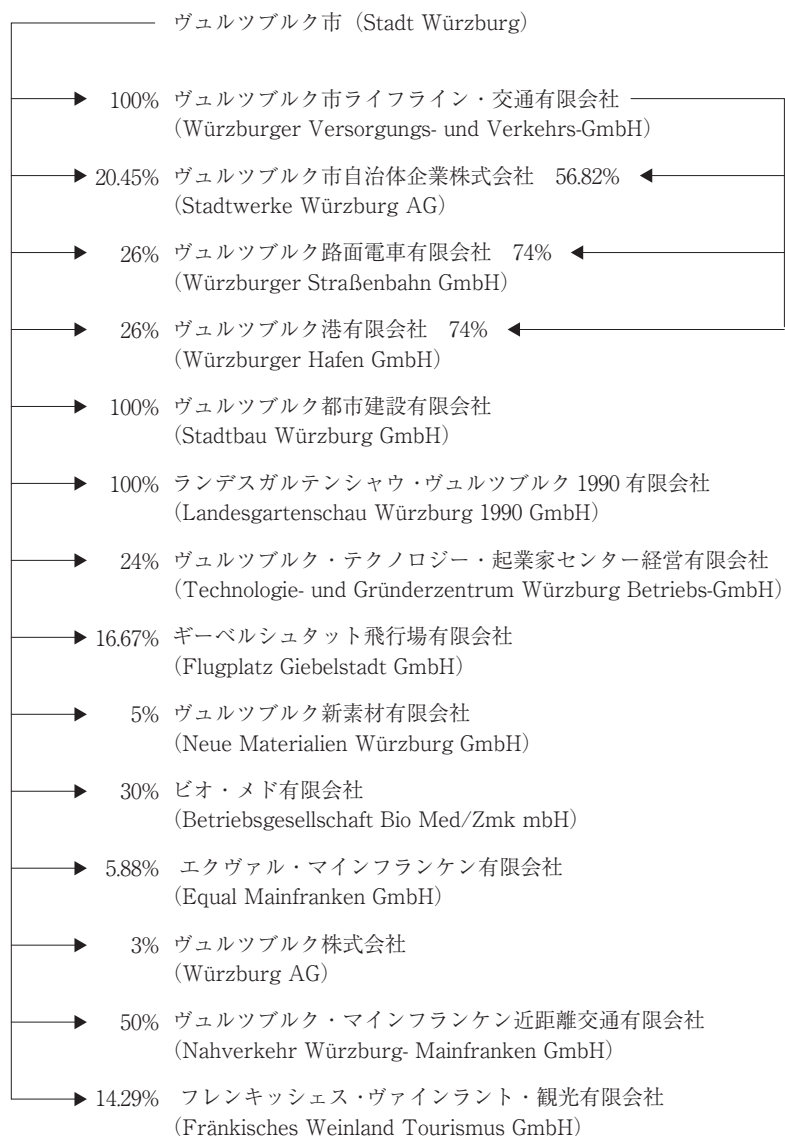 ヴュルツブルク市(Stadt Würzburg)
100% ヴュルツブルク市ライフライン・交通有限会社
(Würzburger Versorgungs- und Verkehrs-GmbH)
20.45% ヴュルツブルク市自治体企業株式会社 56.82%
(Stadtwerke Würzburg AG)
26% ヴュルツブルク路面電車有限会社 74%
(Würzburger Straßenbahn GmbH)
26% ヴュルツブルク港有限会社 74%
(Würzburger Hafen GmbH)
100% ヴュルツブルク都市建設有限会社
(Stadtbau Würzburg GmbH)
100% ランデスガルテンシャウ・ヴュルツブルク 1990 有限会社
(Landesgartenschau Würzburg 1990 GmbH)
24% ヴュルツブルク・テクノロジー・起業家センター経営有限会社
(Technologie- und Gründerzentrum Würzburg Betriebs-GmbH)
16.67% ギーベルシュタット飛行場有限会社
(Flugplatz Giebelstadt GmbH)
5% ヴュルツブルク新素材有限会社
(Neue Materialien Würzburg GmbH)
30% ビオ・メド有限会社
(Betriebsgesellschaft Bio Med/Zmk mbH)
5.88% エクヴァル・マインフランケン有限会社
(Equal Mainfranken GmbH)
3% ヴュルツブルク株式会社
(Würzburg AG)
50% ヴュルツブルク・マインフランケン近距離交通有限会社
(Nahverkehr Würzburg- Mainfranken GmbH)
14.29% フレンキッシェス・ヴァインラント・観光有限会社
(Fränkisches Weinland Tourismus GmbH)